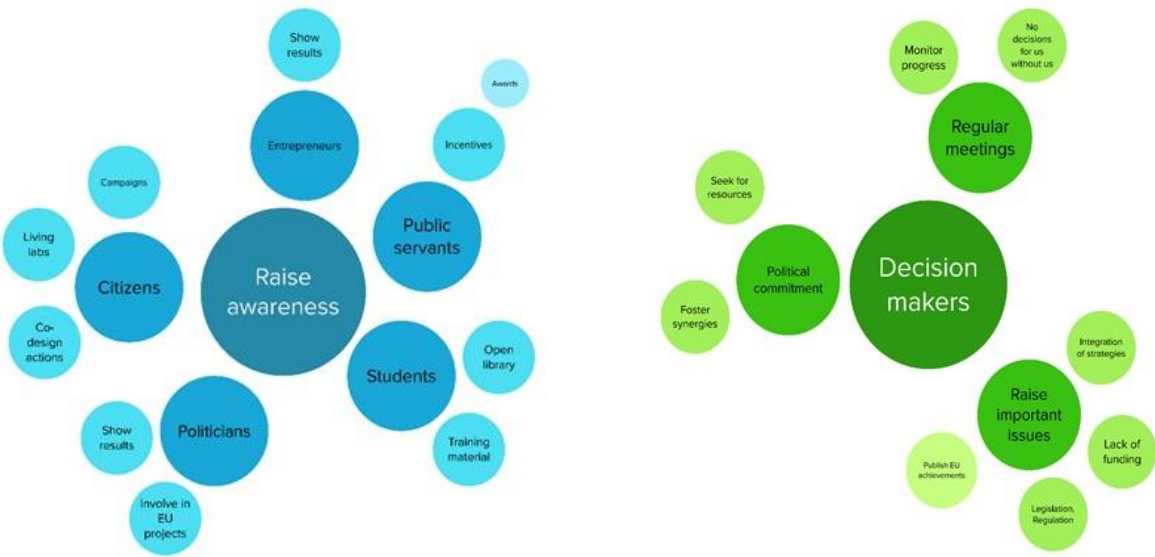 Show
results
Awards
Entrepreneurs
Incentives
Campaigns
Public
servants
Living
labs
Citizens
Raise
awareness
Co-
design
actions
Students
Open
library
Show
results
Politicians
Training
material
Involve in
EU
projects
No
decisions
for us
without us
Monitor
progress
Regular
meetings
Seek for
resources
Political
commitment
Decision
makers
Foster
synergies
Integration
of strategies
Raise
important
issues
Lack of
funding
Publish EU
achievements
Legislation,
Regulation